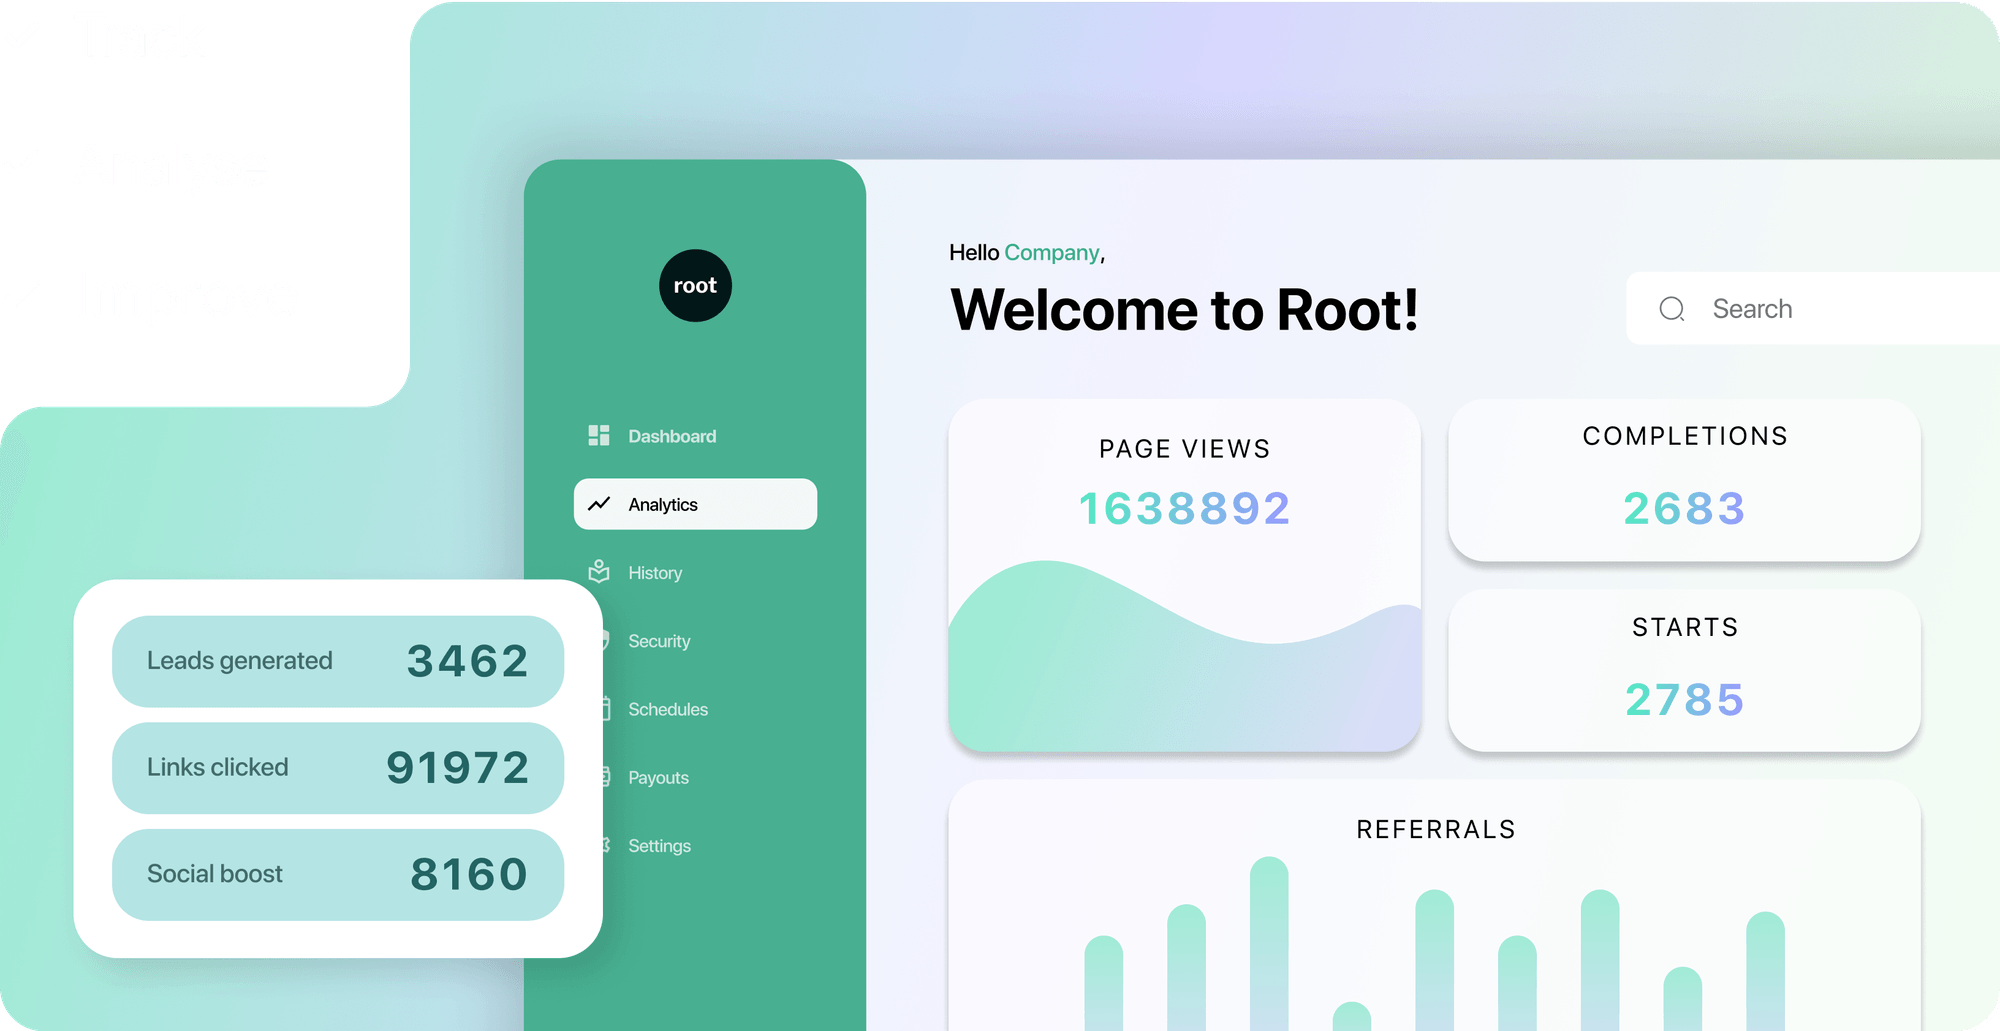 root
Dashboard
Analytics
History
Security
Schedules
Payouts
Settings
Leads generated 3462
Links clicked 91972
Social boost 8160
Hello Company,
Welcome to Root!
Search
PAGE VIEWS
1638892
COMPLETIONS
2683
STARTS
2785
REFERRALS